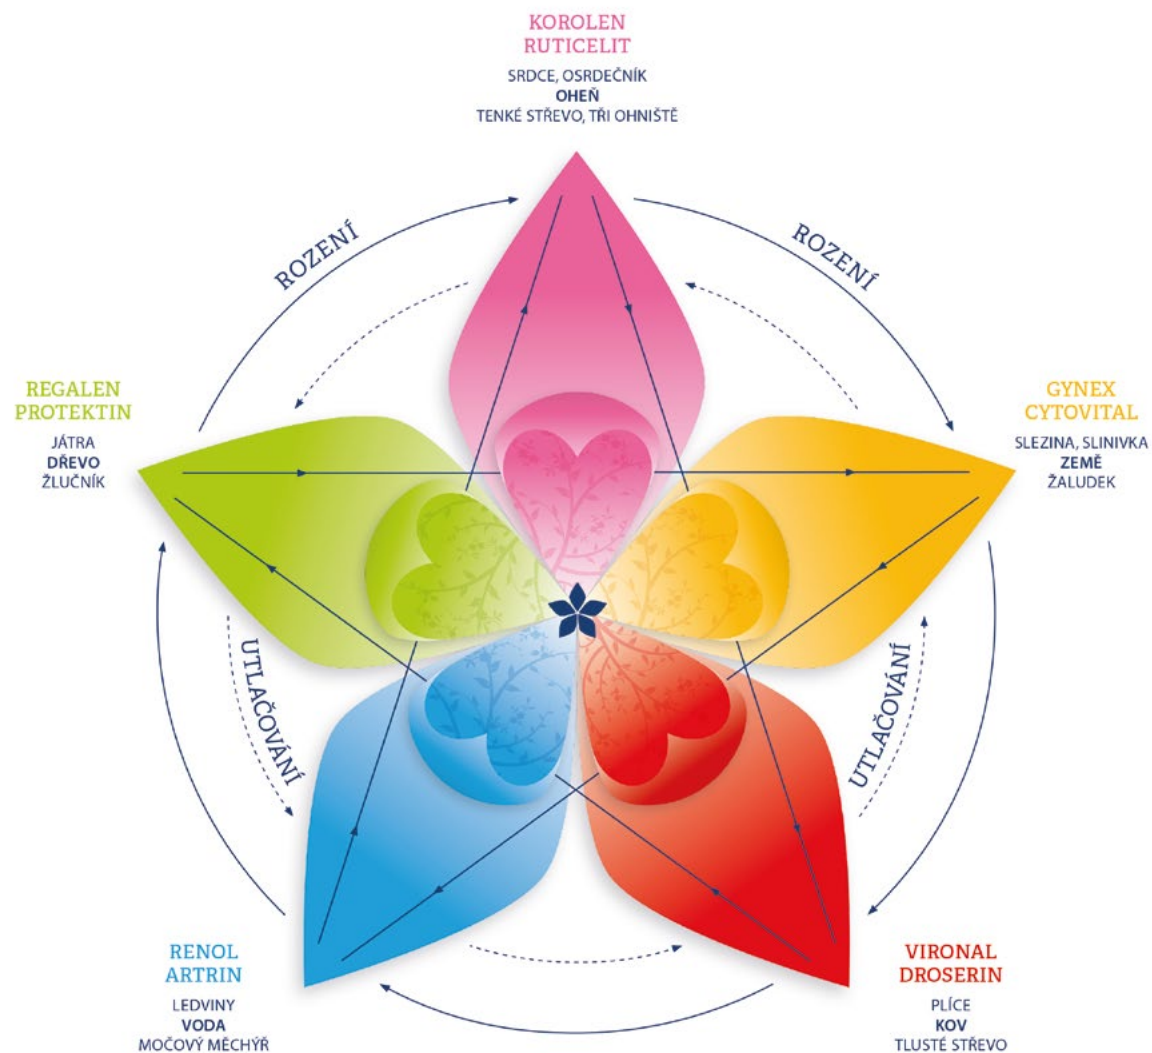 KOROLEN
RUTICELIT
SRDCE, OSRDEČNÍK
OHEŇ
TENKÉ STŘEVO, TŘI OHNIŠTĚ
ROZENÍ
ROZENÍ
REGALEN
PROTEKTIN
JÁTRA
DŘEVO
ŽLUČNÍK
GYNEX
CYTOVITAL
SLEZINA, SLINIVKA
ZEMĚ
ŽALUDEK
UTLAČOVÁNÍ
UTLAČOVÁNÍ
RENOL
ARTRIN
LEDVINY
VODA
MOČOVÝ MĚCHÝŘ
VIRONAL
DROSERIN
PLÍCE
KOV
TLUSTÉ STŘEVO